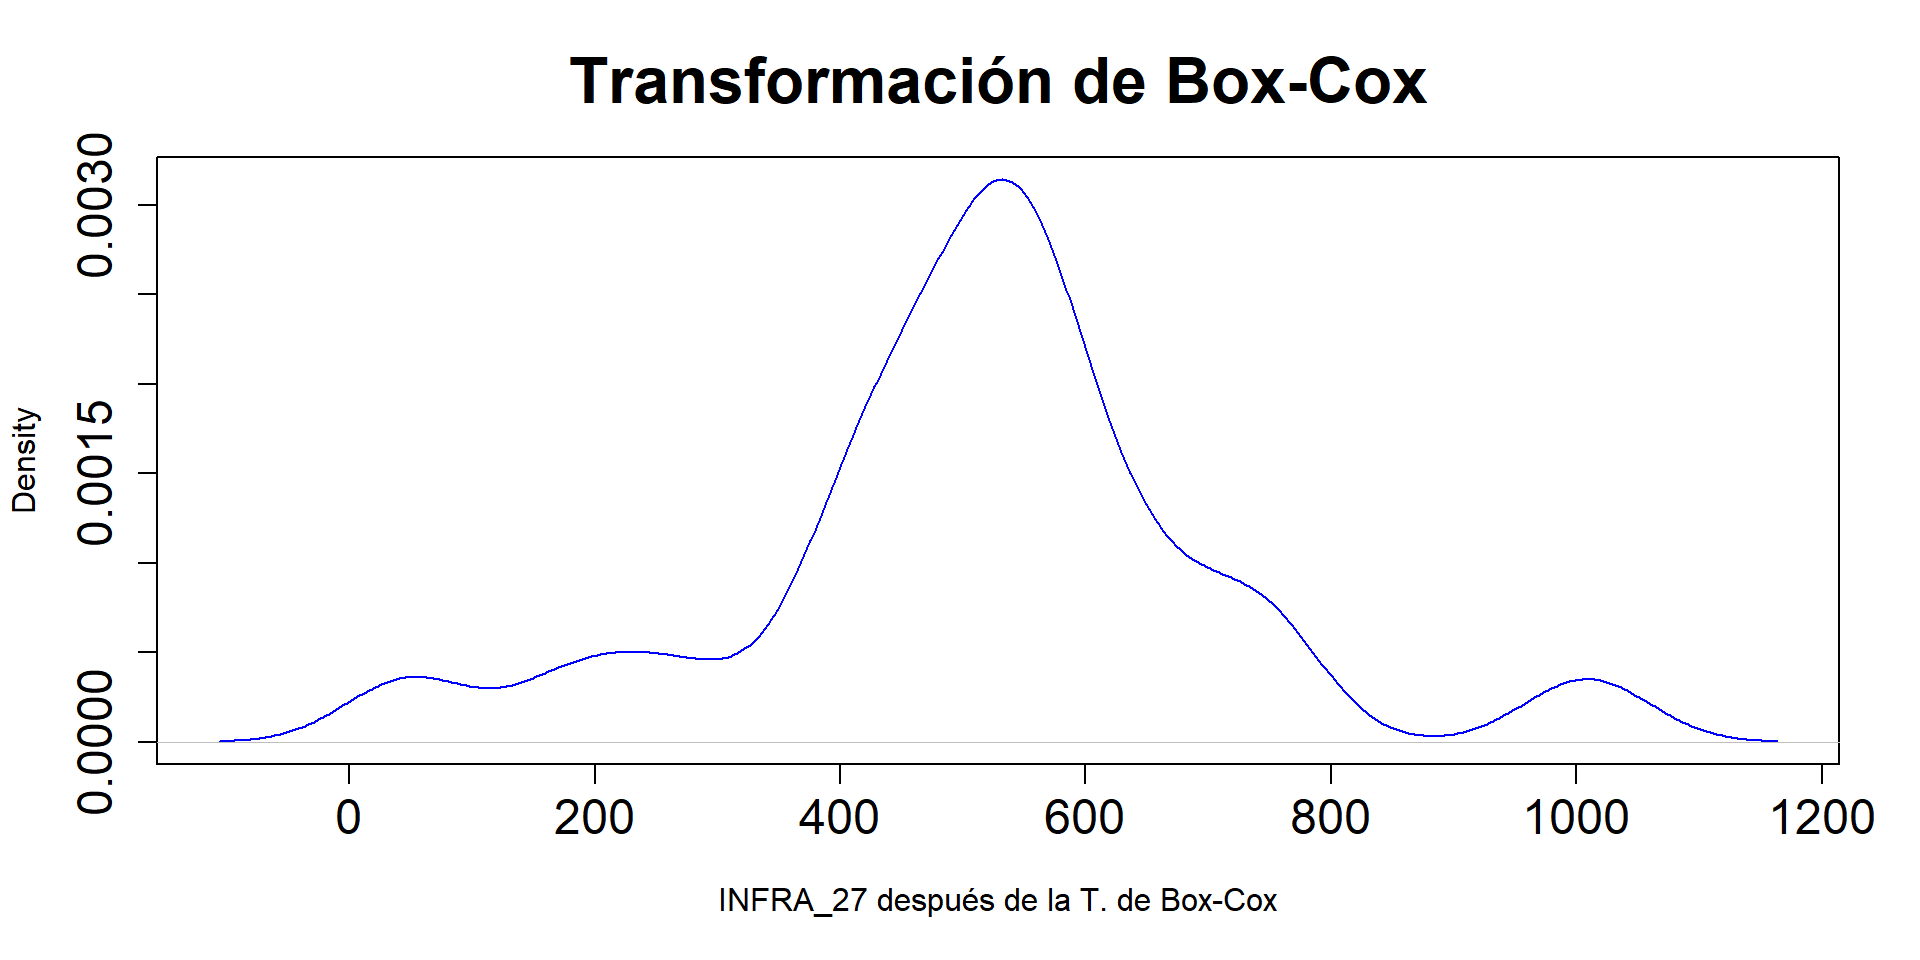 Transformación de Box-Cox
Density
0.0030
0.0015
0.0000
0 200 400 600 800 1000 1200
INFRA_27 después de la T. de Box-Cox